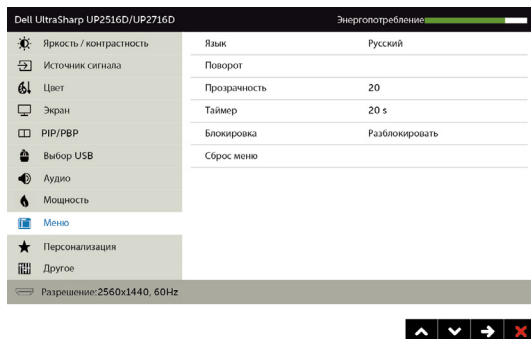 Dell UltraSharp UP2516D/UP2716D Энергопотребление
Яркость / контрастность
Источник сигнала
Цвет
Экран
PIP/PBP
Выбор USB
Аудио
Мощность
Меню
Персонализация
Другое
Язык Русский
Поворот
Прозрачность 20
Таймер 20 s
Блокировка Разблокировать
Сброс меню
Разрешение:2560x1440, 60Hz